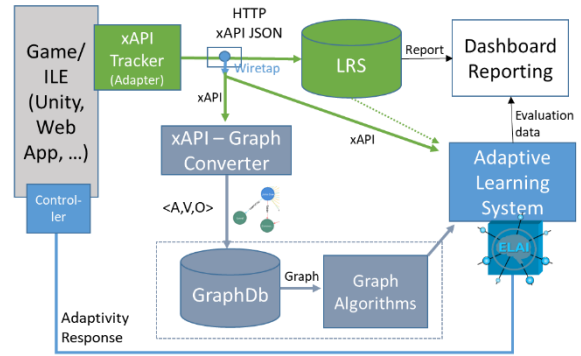 Game/
ILE
(Unity,
Web
App, ...)
Control-
ler
xAPI
Tracker
(Adapter)
HTTP
xAPI JSON
Wiretap
LRS
Report
Dashboard
Reporting
Evaluation
data
xAPI
xAPI
xAPI – Graph
Converter
Adaptive
Learning
System
ELAI
<A,V,O>
GraphDb
Graph
Graph
Algorithms
Adaptivity
Response